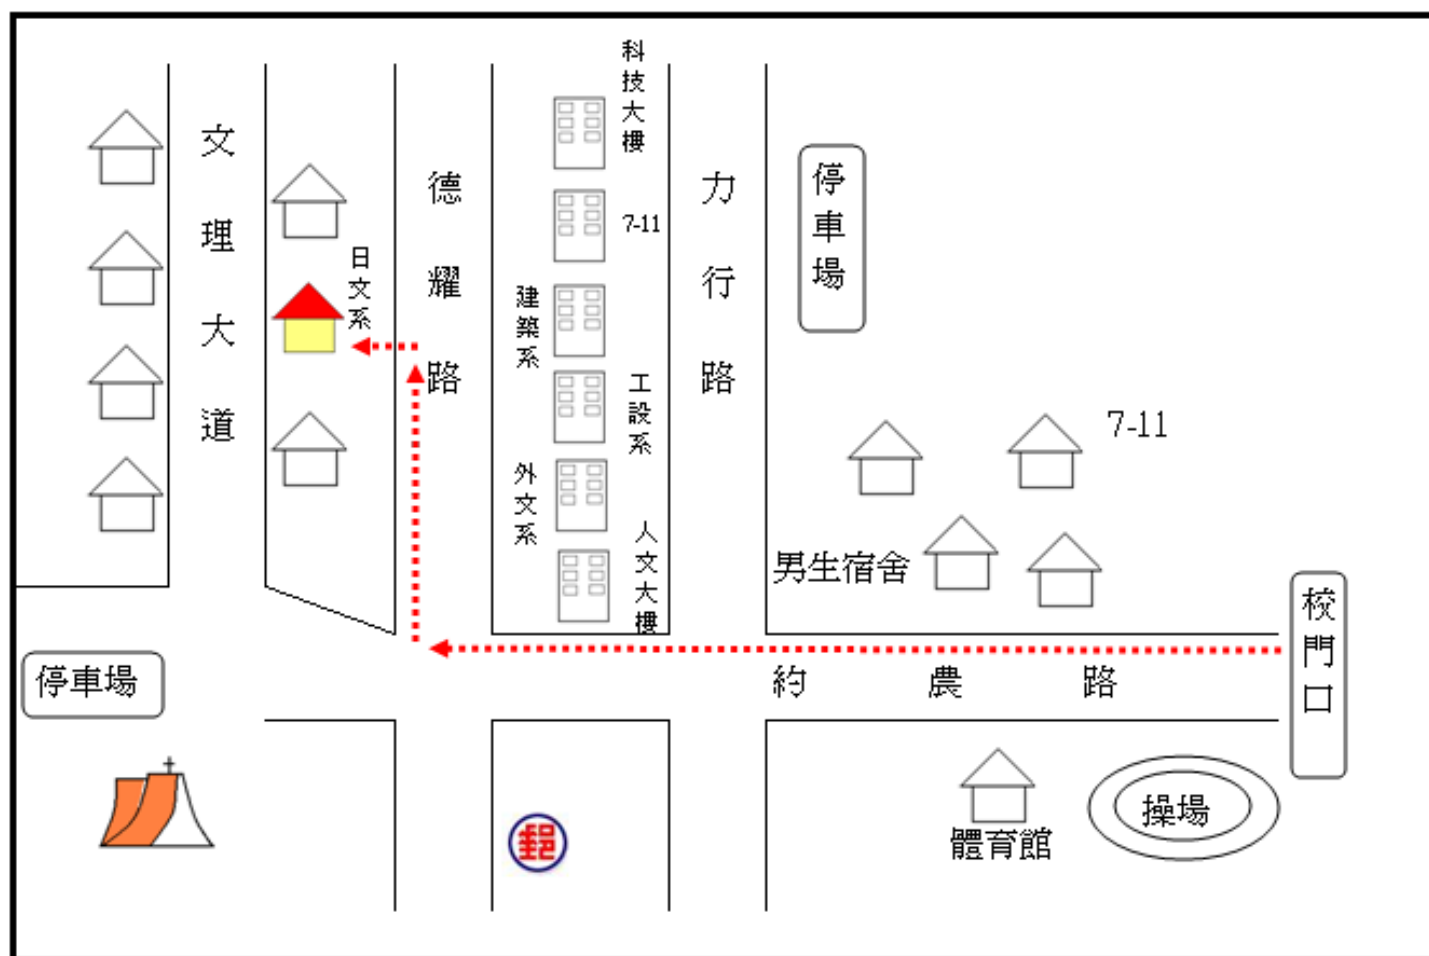 文理大道
日文系
德耀路
科技大樓
7-11
建築系
工設系
外文系
人文大樓
力行路
停車場
7-11
男生宿舍
校門口
約農路
停車場
郵
體育館
操場